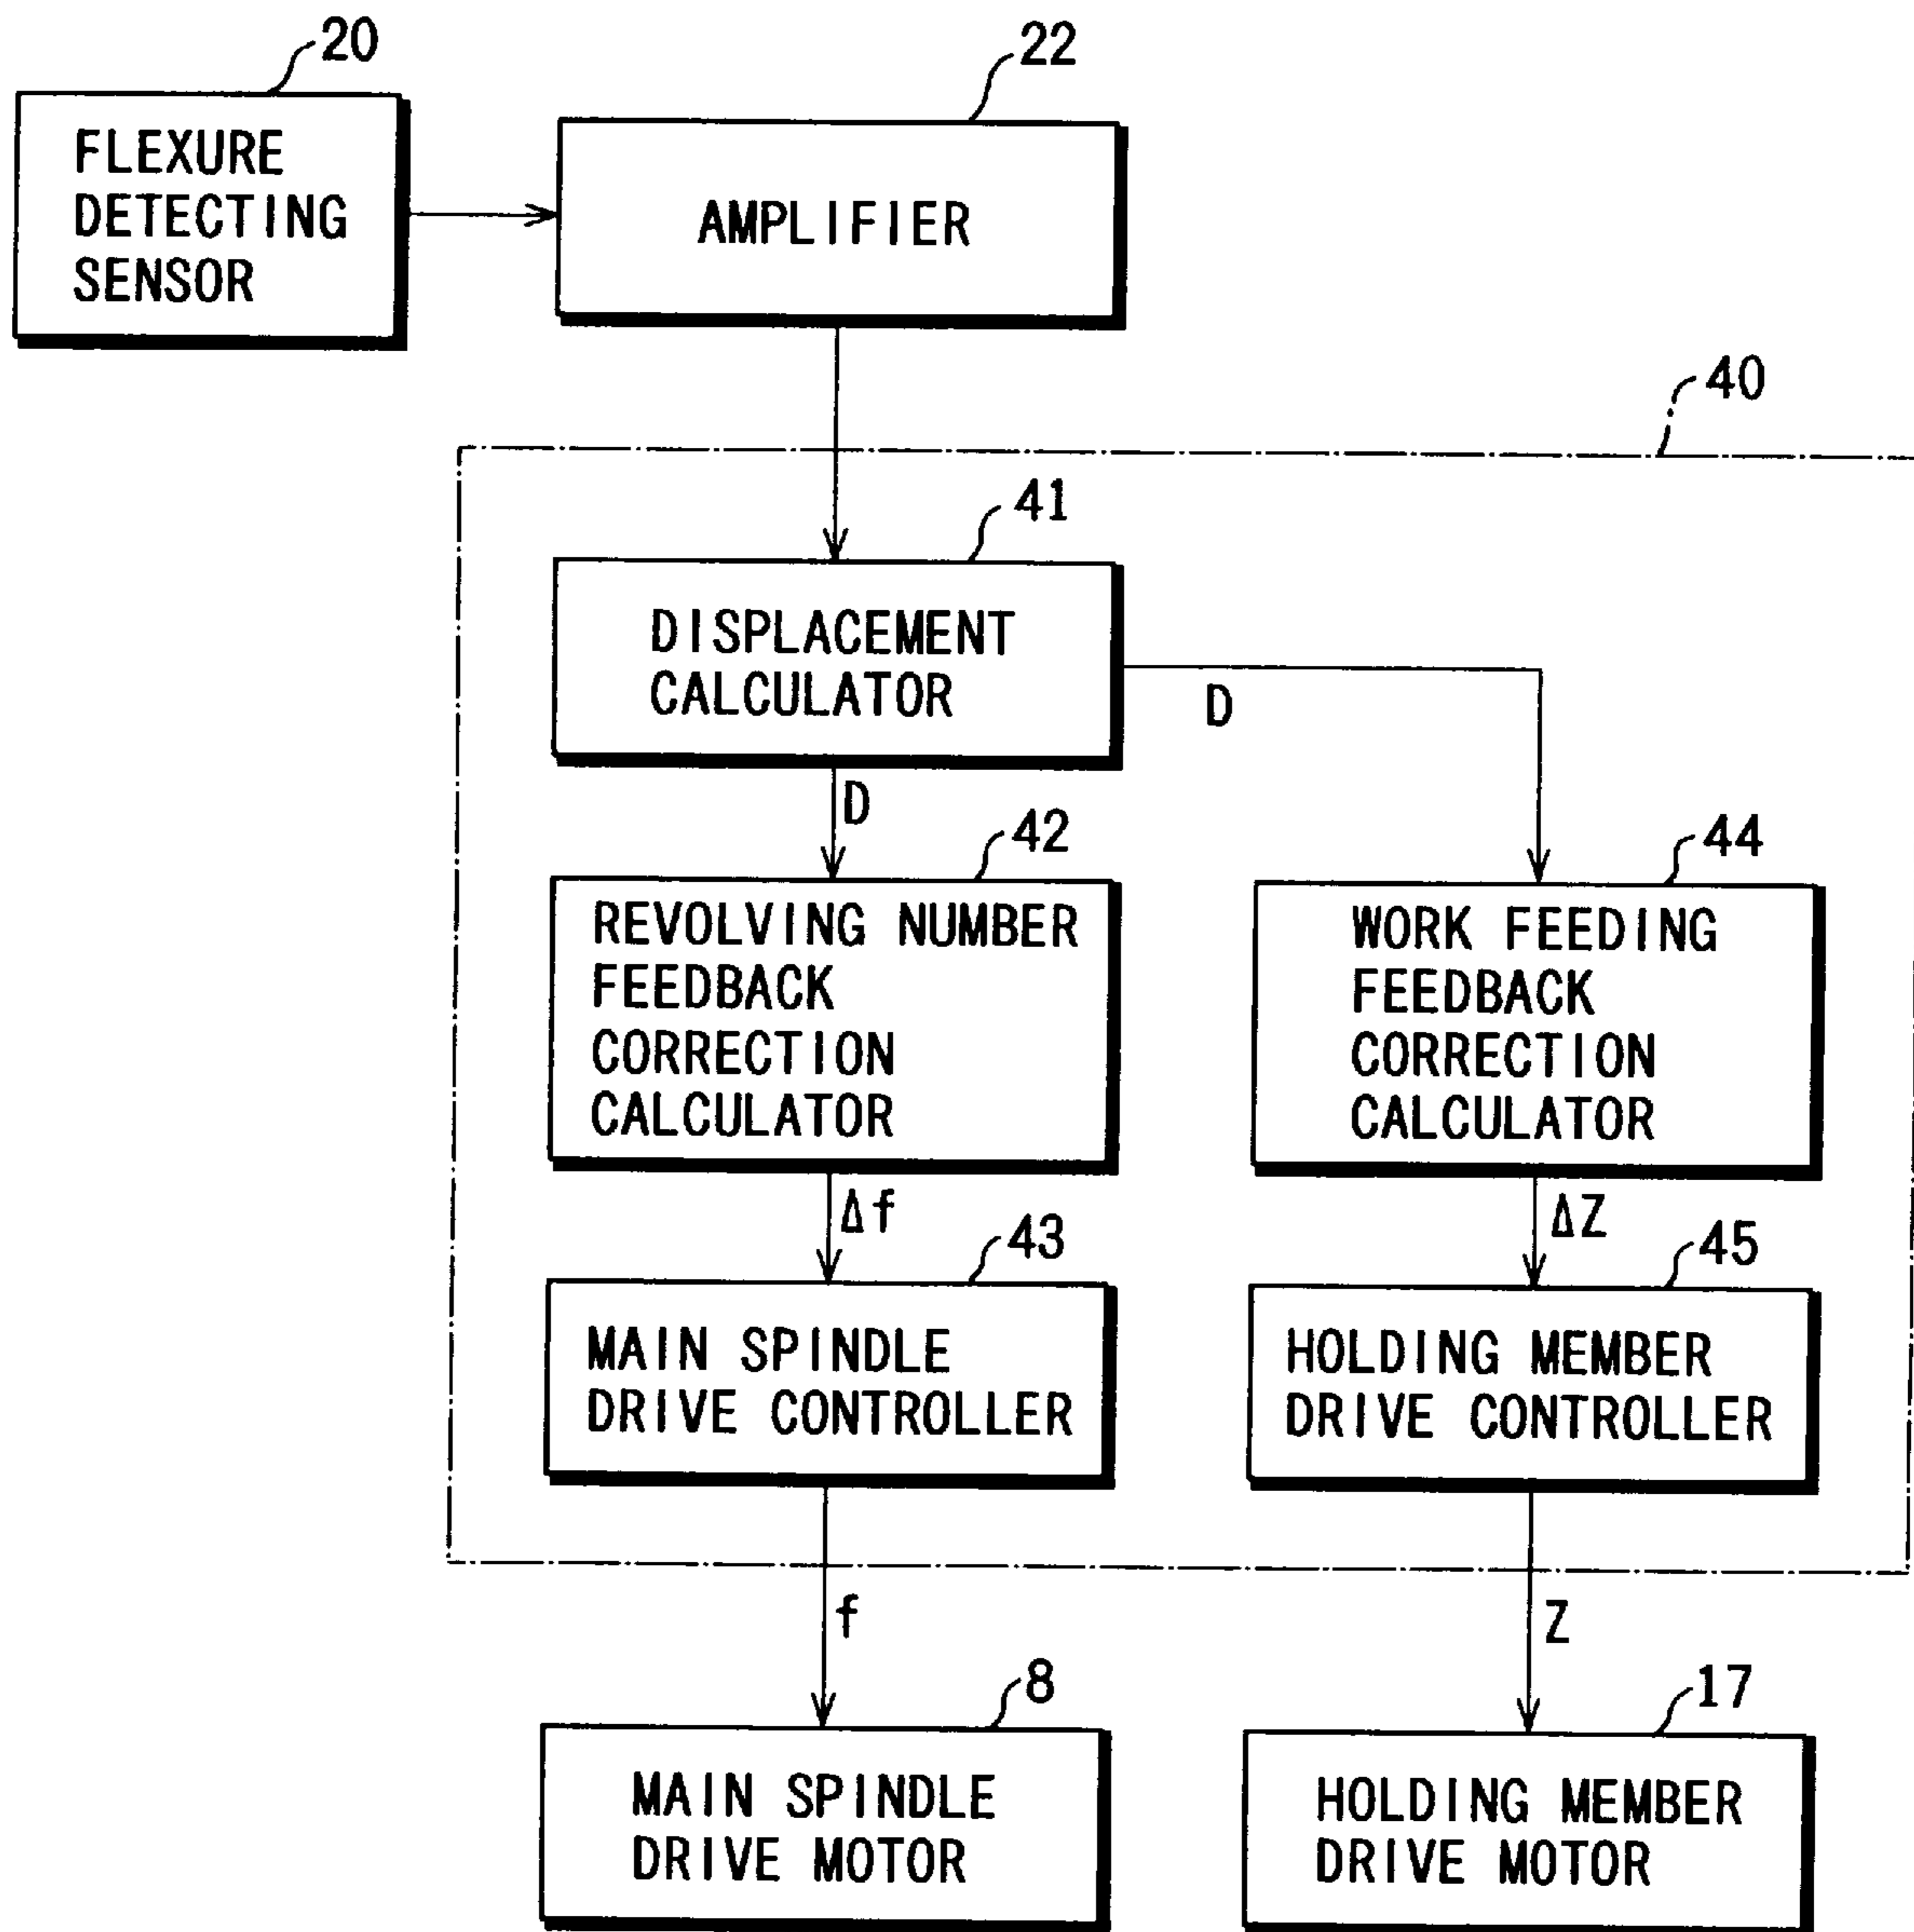 20
FLEXURE
DETECTING
SENSOR
22
AMPLIFIER
40
41
DISPLACEMENT
CALCULATOR
D
D
42
REVOLVING NUMBER
FEEDBACK
CORRECTION
CALCULATOR
44
WORK FEEDING
FEEDBACK
CORRECTION
CALCULATOR
Δf
ΔZ
43
MAIN SPINDLE
DRIVE CONTROLLER
45
HOLDING MEMBER
DRIVE CONTROLLER
f
Z
8
MAIN SPINDLE
DRIVE MOTOR
17
HOLDING MEMBER
DRIVE MOTOR